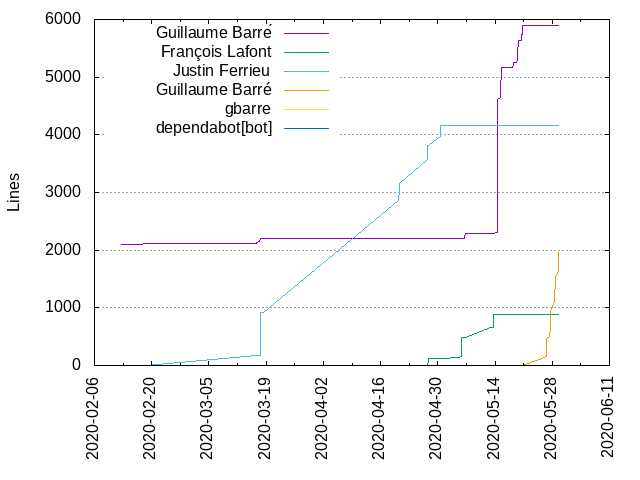 6000
5000
4000
3000
2000
1000
0
Lines
Guillaume Barré
François Lafont
Justin Ferrieu
Guillaume Barré
gbarre
dependabot[bot]
2020-02-06
2020-02-20
2020-03-05
2020-03-19
2020-04-02
2020-04-16
2020-04-30
2020-05-14
2020-05-28
2020-06-11